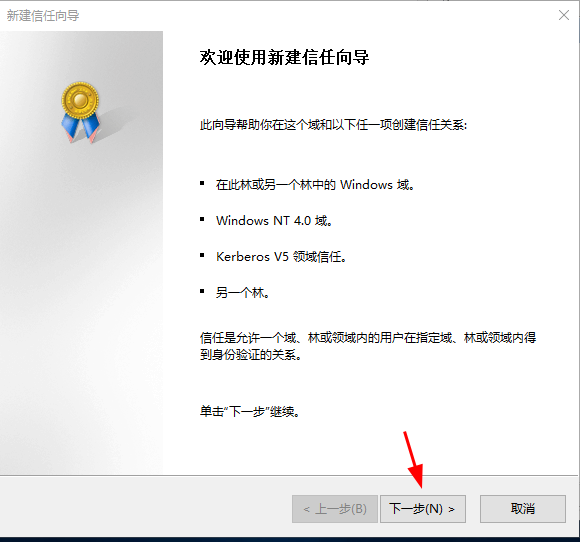 新建信任向导
欢迎使用新建信任向导
此向导帮助你在这个域和以下任一项创建信任关系:
在此林或另一个林中的 Windows 域。
Windows NT 4.0 域。
Kerberos V5 领域信任。
另一个林。
信任是允许一个域、林或领域内的用户在指定域、林或领域内得
到身份验证的关系。
单击“下一步”继续。
< 上一步(B)
下一步(N) >
取消